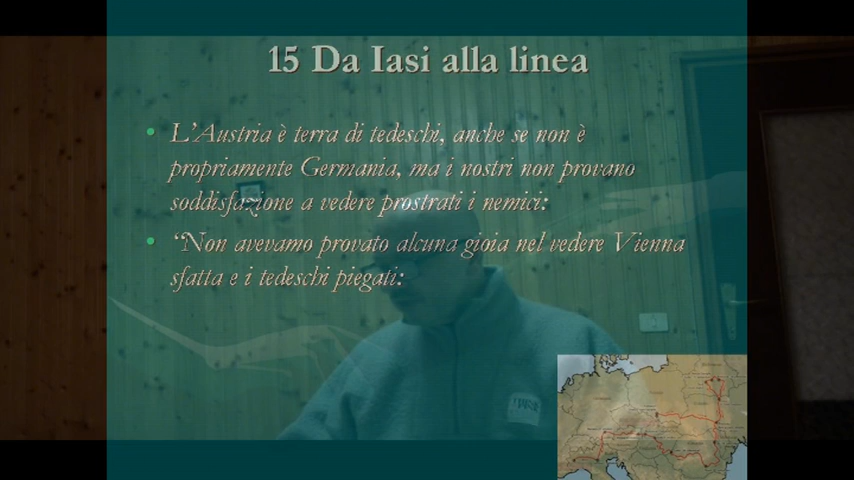 15 Da Iasi alla linea
• L'Austria è terra di tedeschi, anche se non è
propriamente Germania, ma i nostri non provano
soddisfazione a vedere prostrati i nemici:
• “Non avevamo provato alcuna gioia nel vedere Vienna
sfatta e i tedeschi piegati: